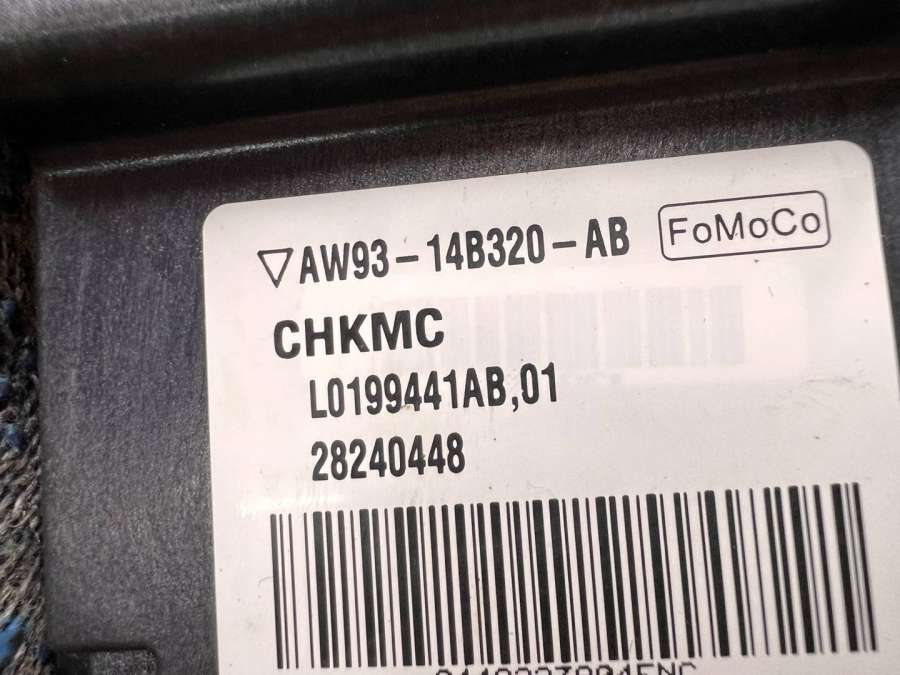 ▽AW93-14B320-AB FoMoCo
CHKMC
L0199441AB,01
28240448